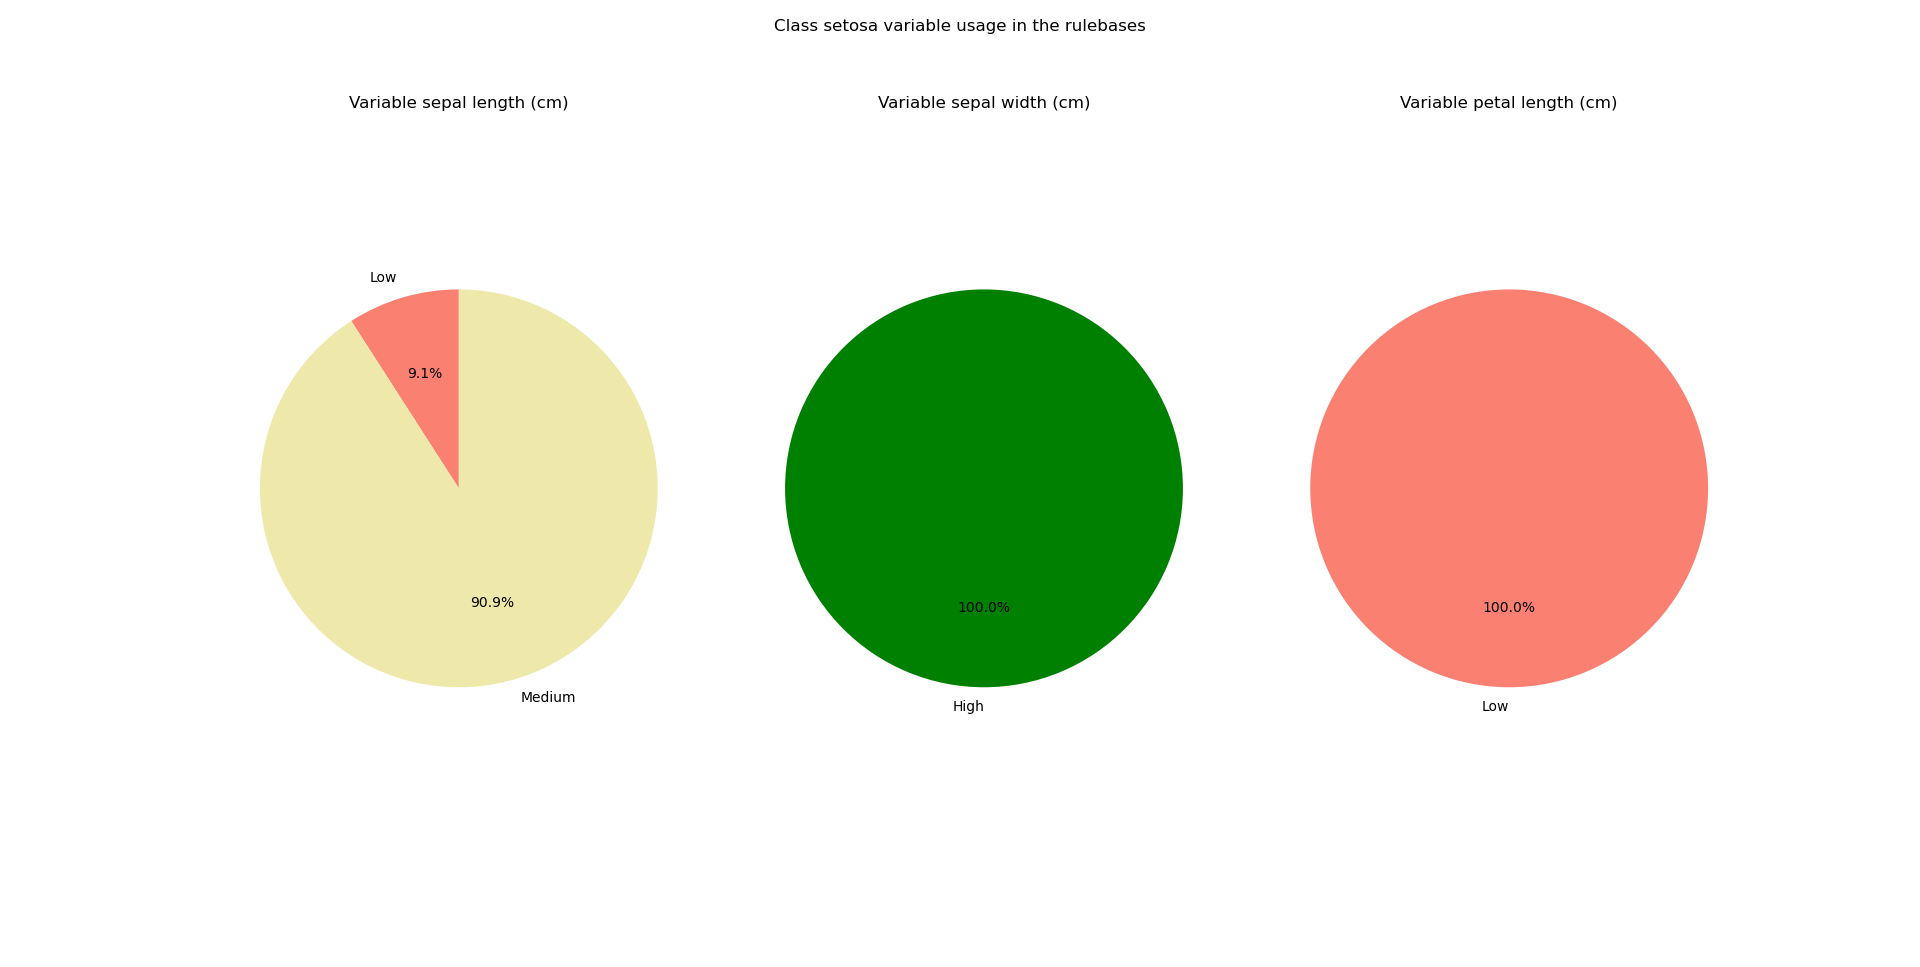 Class setosa variable usage in the rulebases
Variable sepal length (cm)
Low
9.1%
90.9%
Medium
Variable sepal width (cm)
100.0%
High
Variable petal length (cm)
100.0%
Low